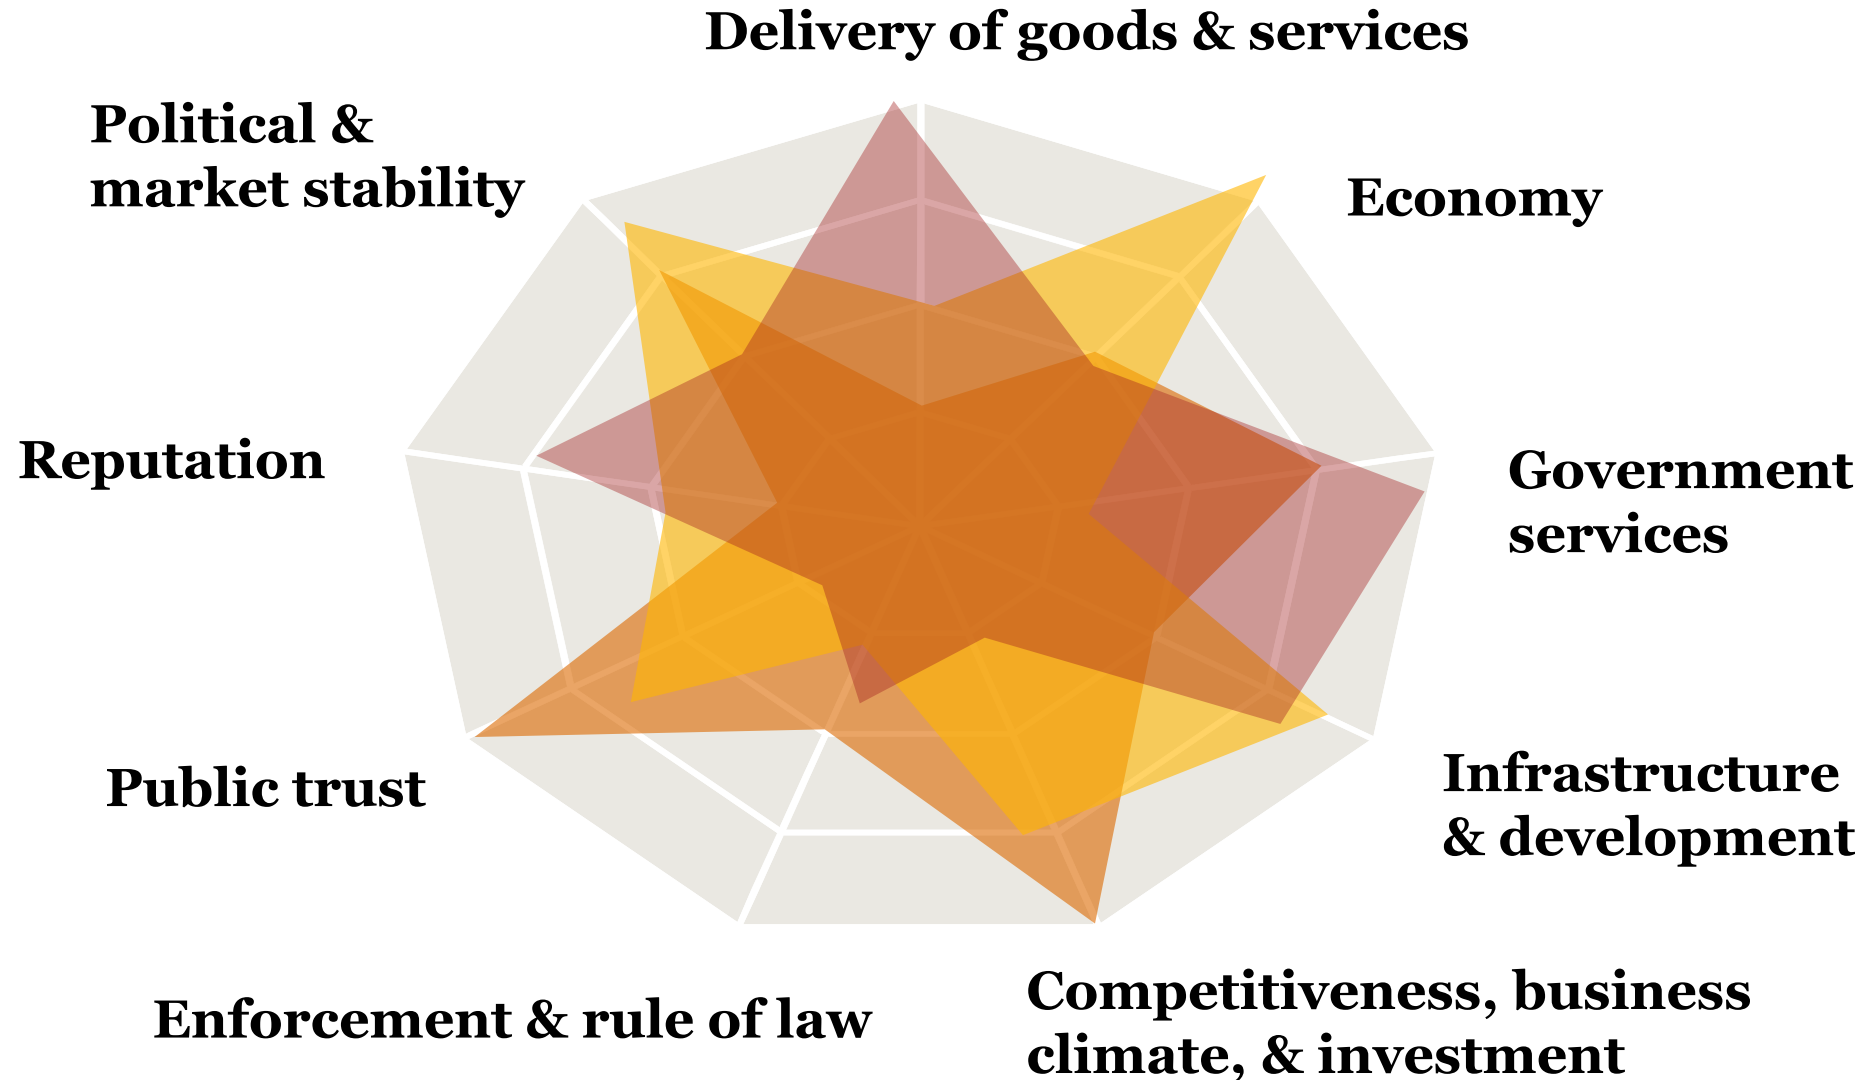 Delivery of goods & services
Political &
market stability
Economy
Reputation
Government
services
Public trust
Infrastructure
& development
Enforcement & rule of law
Competitiveness, business
climate, & investment